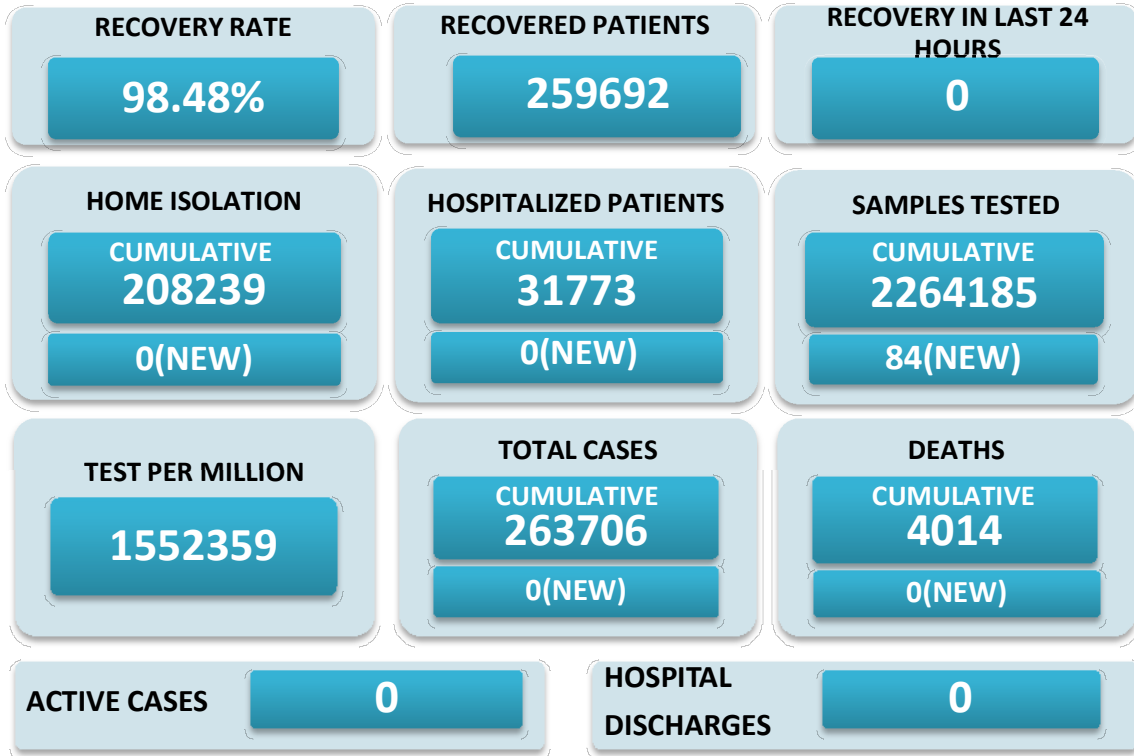 RECOVERY RATE
98.48%
RECOVERED PATIENTS
259692
RECOVERY IN LAST 24
HOURS
0
HOME ISOLATION
CUMULATIVE
208239
0(NEW)
HOSPITALIZED PATIENTS
CUMULATIVE
31773
0(NEW)
SAMPLES TESTED
CUMULATIVE
2264185
84(NEW)
TEST PER MILLION
1552359
TOTAL CASES
CUMULATIVE
263706
0(NEW)
DEATHS
CUMULATIVE
4014
0(NEW)
ACTIVE CASES
0
HOSPITAL
DISCHARGES
0